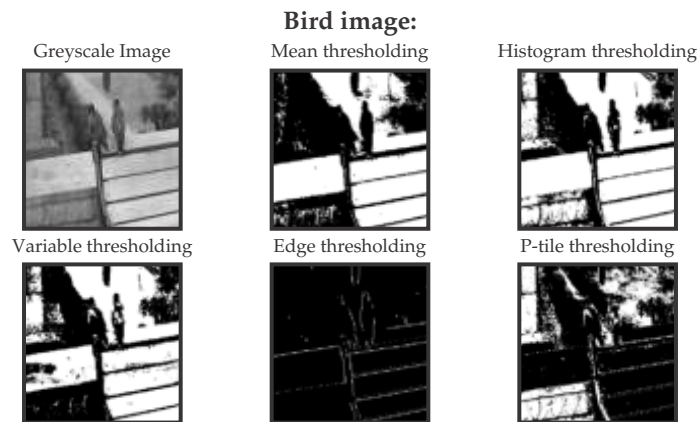 Bird image:
Greyscale Image
Mean thresholding
Histogram thresholding
Variable thresholding
Edge thresholding
P-tile thresholding